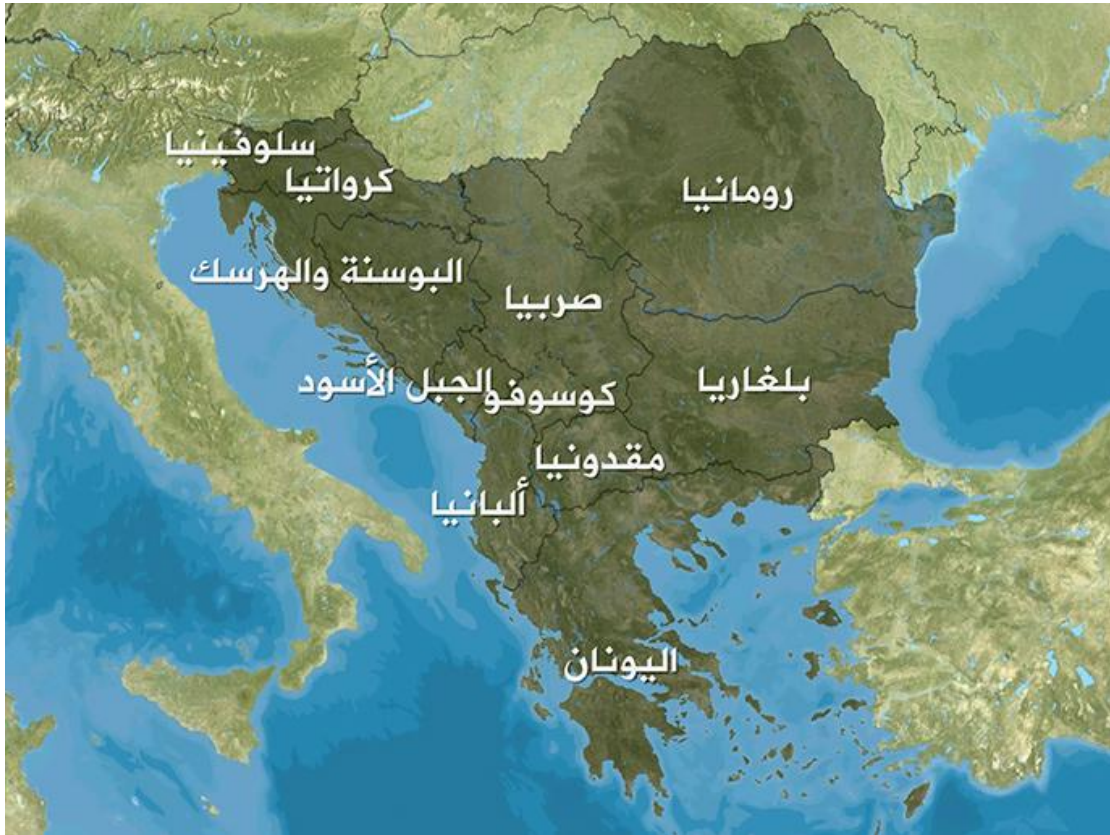 سلوفينيا
كرواتيا
رومانيا
البوسنة والهرسك
صربيا
الجبل الأسود
كوسوفو
بلغاريا
مقدونيا
ألبانيا
اليونان